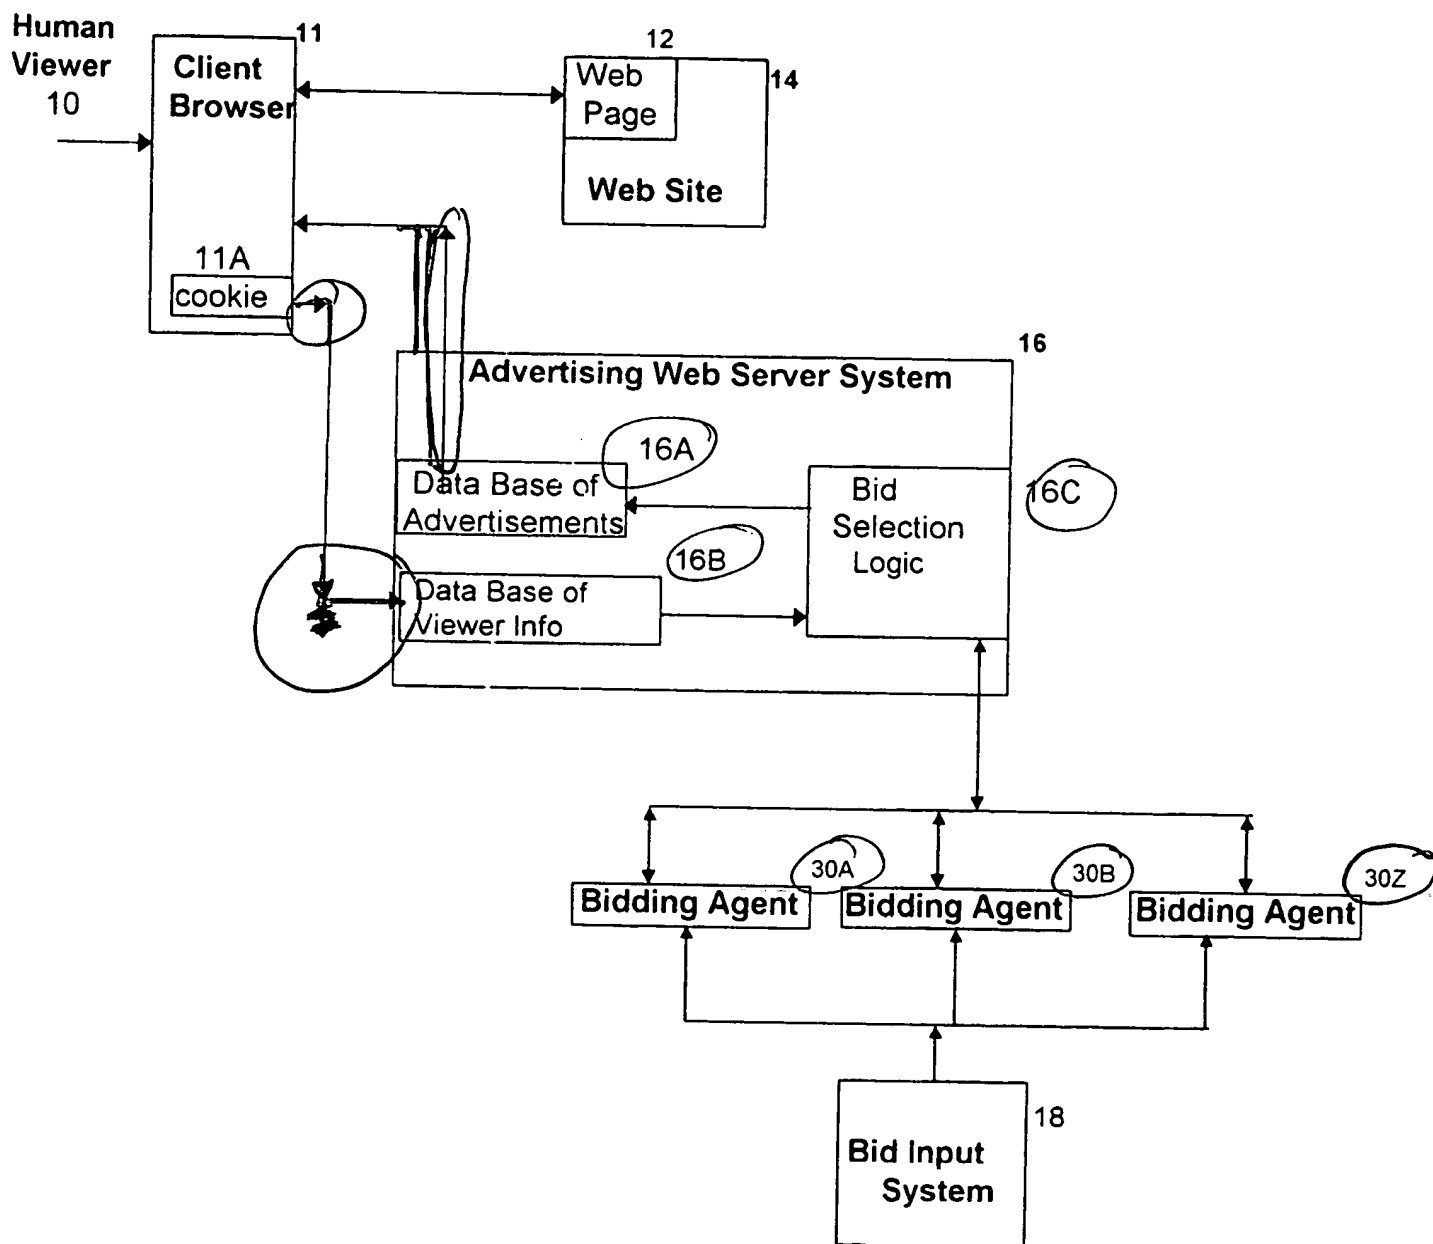 Human
Viewer
10
11
Client
Browser
11A
cookie
12
Web
Page
14
Web Site
16
Advertising Web Server System
16A
Data Base of
Advertisements
16B
Data Base of
Viewer Info
Bid
Selection
Logic
16C
30A
Bidding Agent
30B
Bidding Agent
30Z
Bidding Agent
18
Bid Input
System